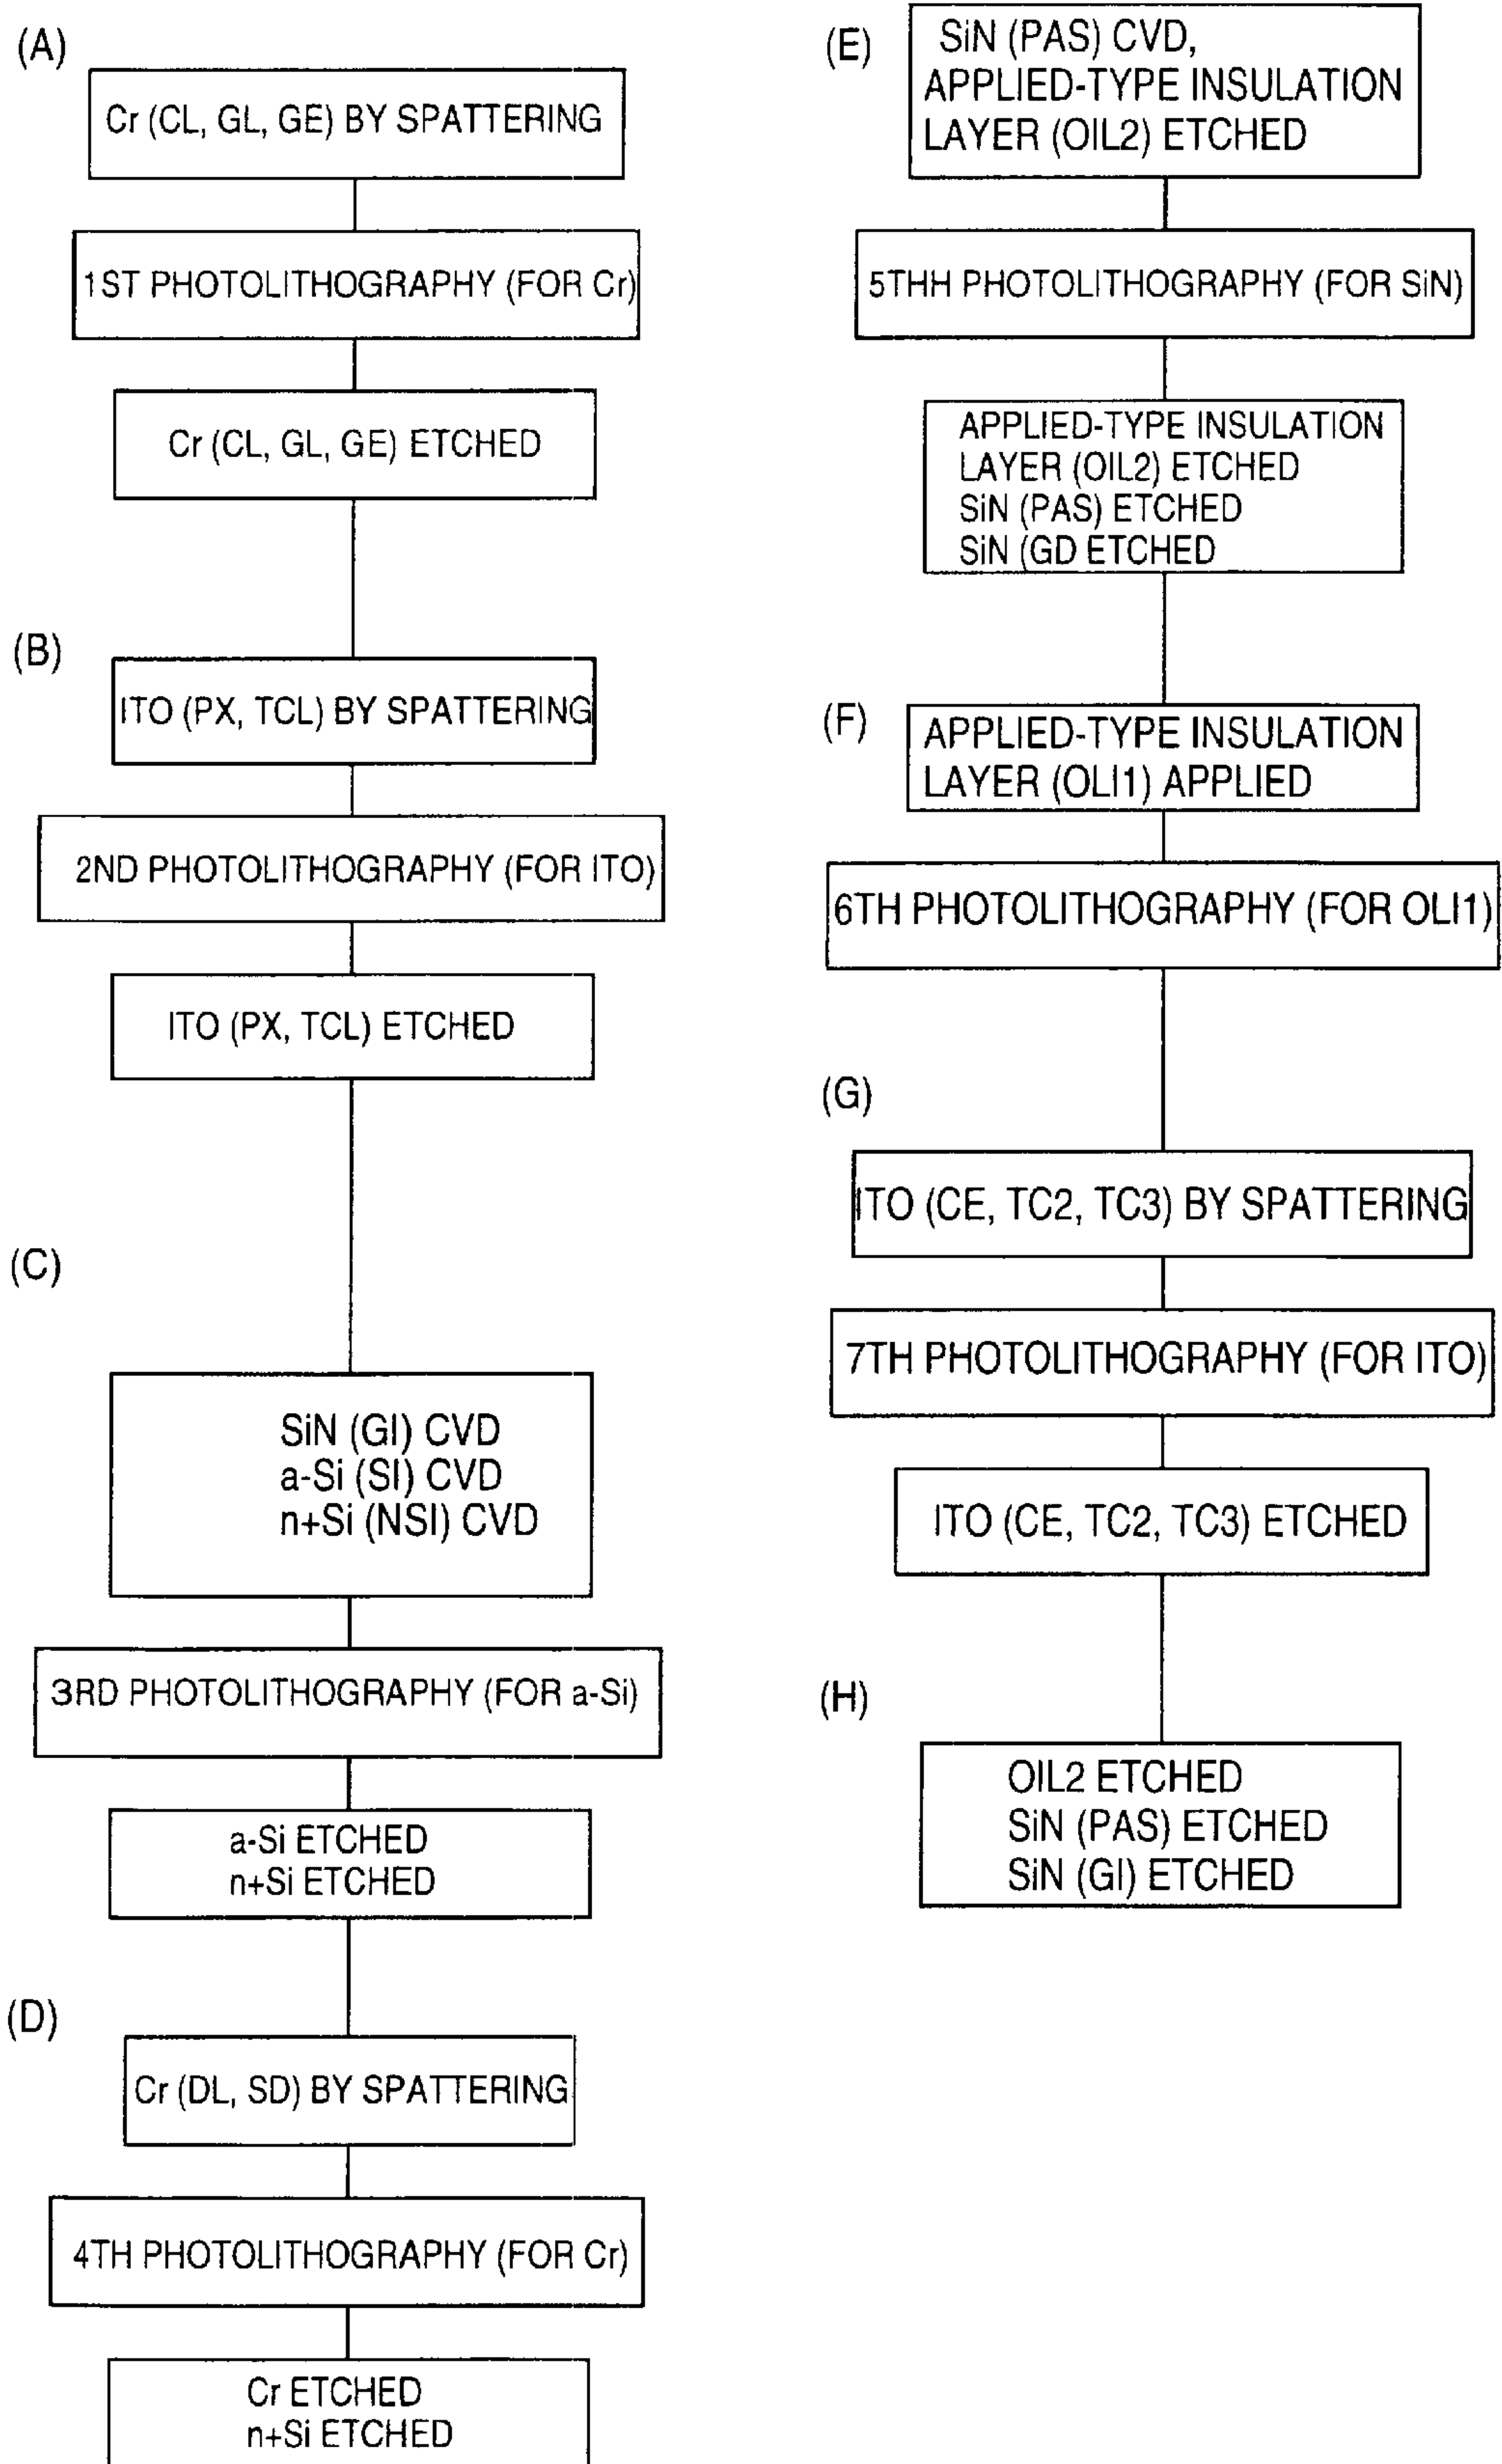 (A)
Cr (CL, GL, GE) BY SPATTERING
1ST PHOTOLITHOGRAPHY (FOR Cr)
Cr (CL, GL, GE) ETCHED
(B)
ITO (PX, TCL) BY SPATTERING
2ND PHOTOLITHOGRAPHY (FOR ITO)
ITO (PX, TCL) ETCHED
(C)
SiN (GI) CVD
a-Si (SI) CVD
n+Si (NSI) CVD
3RD PHOTOLITHOGRAPHY (FOR a-Si)
a-Si ETCHED
n+Si ETCHED
(D)
Cr (DL, SD) BY SPATTERING
4TH PHOTOLITHOGRAPHY (FOR Cr)
Cr ETCHED
n+Si ETCHED
(E)
SiN (PAS) CVD,
APPLIED-TYPE INSULATION
LAYER (OIL2) ETCHED
5THH PHOTOLITHOGRAPHY (FOR SiN)
APPLIED-TYPE INSULATION
LAYER (OIL2) ETCHED
SiN (PAS) ETCHED
SiN (GD ETCHED
(F)
APPLIED-TYPE INSULATION
LAYER (OLI1) APPLIED
6TH PHOTOLITHOGRAPHY (FOR OLI1)
(G)
ITO (CE, TC2, TC3) BY SPATTERING
7TH PHOTOLITHOGRAPHY (FOR ITO)
ITO (CE, TC2, TC3) ETCHED
(H)
OIL2 ETCHED
SiN (PAS) ETCHED
SiN (GI) ETCHED